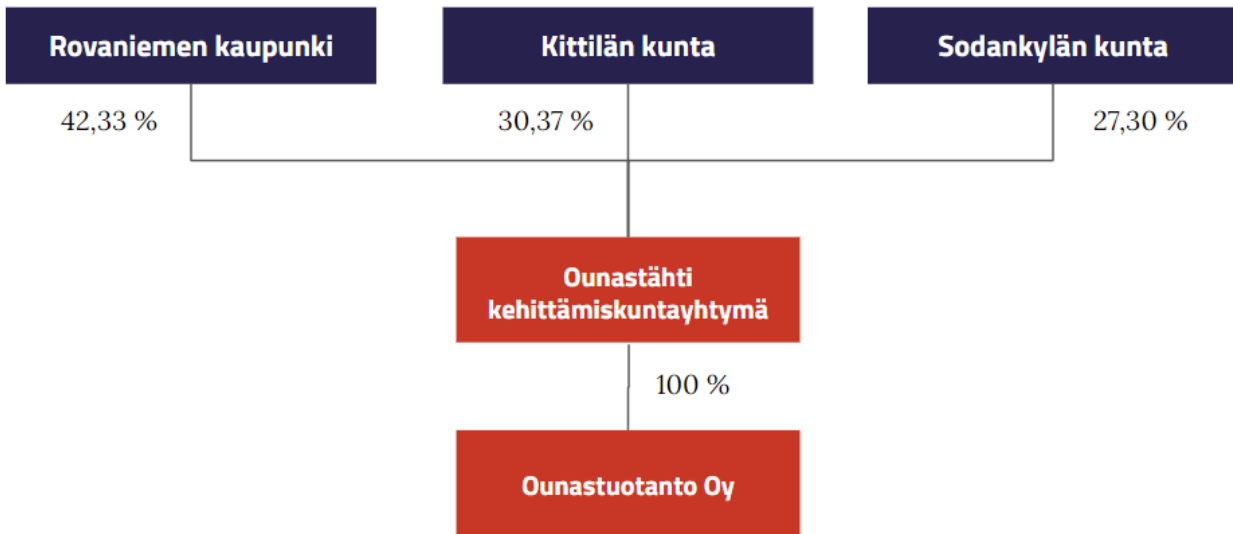 Rovaniemen kaupunki
Kittilän kunta
Sodankylän kunta
42,33 %
30,37 %
27,30 %
Ounastähti
kehittämiskuntayhtymä
100 %
Ounastuotanto Oy